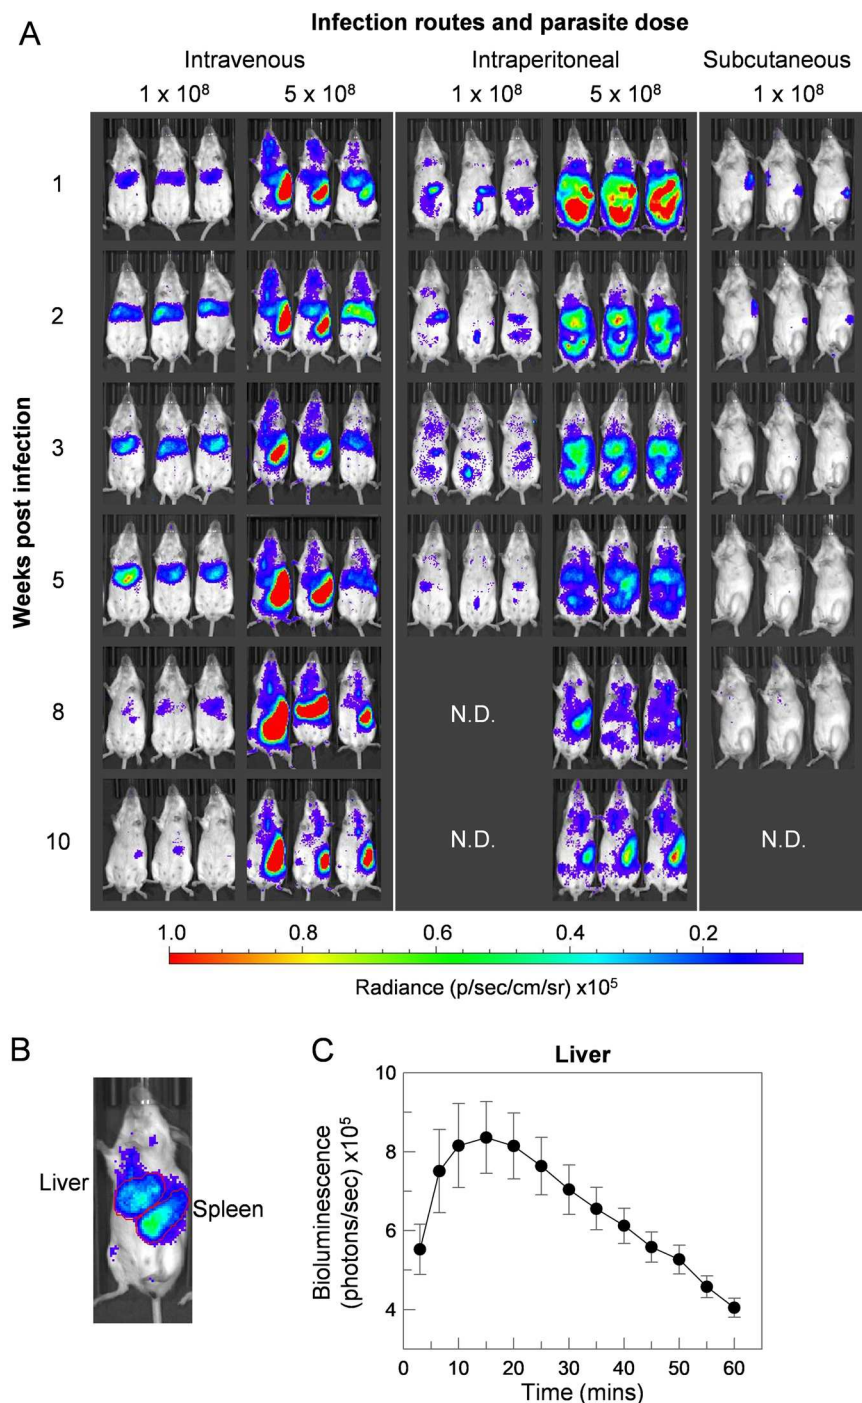 A
Infection routes and parasite dose
Intravenous Intraperitoneal Subcutaneous
1 x 10⁸ 5 x 10⁸ 1 x 10⁸ 5 x 10⁸ 1 x 10⁸
Weeks post infection
1
2
3
5
8 N.D.
10 N.D. N.D.
1.0 0.8 0.6 0.4 0.2
Radiance (p/sec/cm/sr) x10⁵
B
Liver
Spleen
C
Liver
Bioluminescence
(photons/sec) x10⁵
10
8
6
4
0 10 20 30 40 50 60
Time (mins)